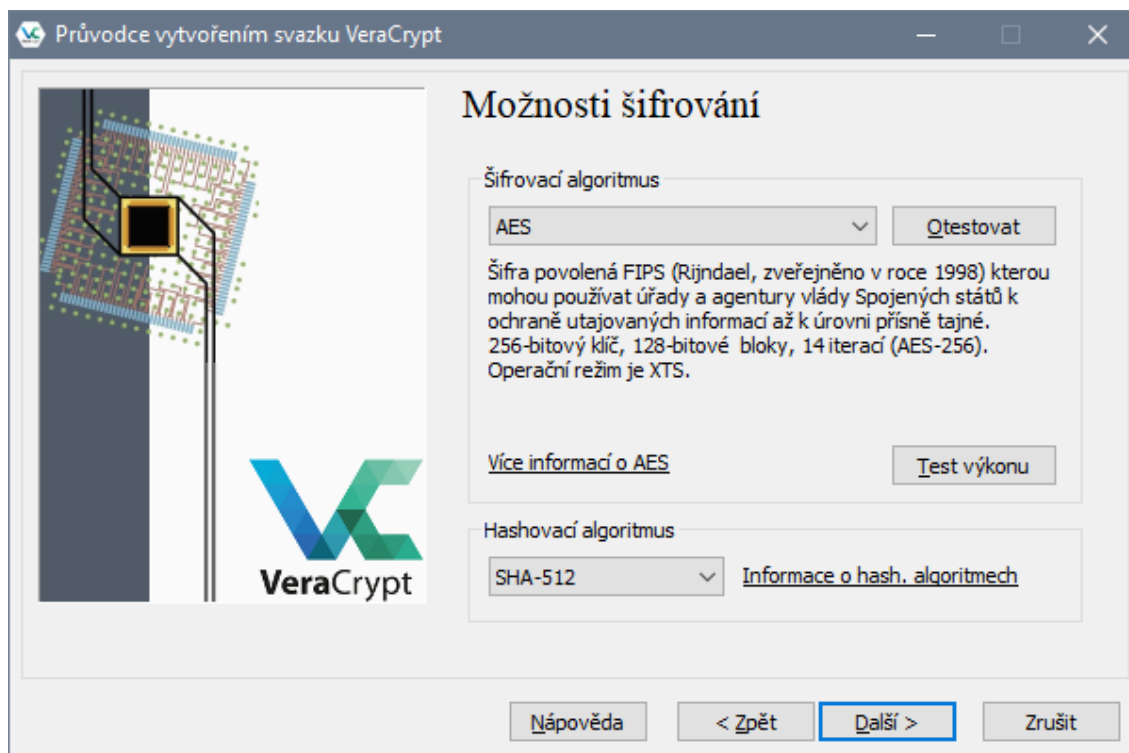 Průvodce vytvořením svazku VeraCrypt
Možnosti šifrování
Šifrovací algoritmus
AES
Otestovat
Šifra povolená FIPS (Rijndael, zveřejněno v roce 1998) kterou
mohou používat úřady a agentury vlády Spojených států k
ochraně utajovaných informací až k úrovni přísně tajné.
256-bitový klíč, 128-bitové bloky, 14 iterací (AES-256).
Operační režim je XTS.
Více informací o AES
Test výkonu
Hashovací algoritmus
SHA-512
Informace o hash. algoritmech
VeraCrypt
Nápověda
< Zpět
Další >
Zrušit